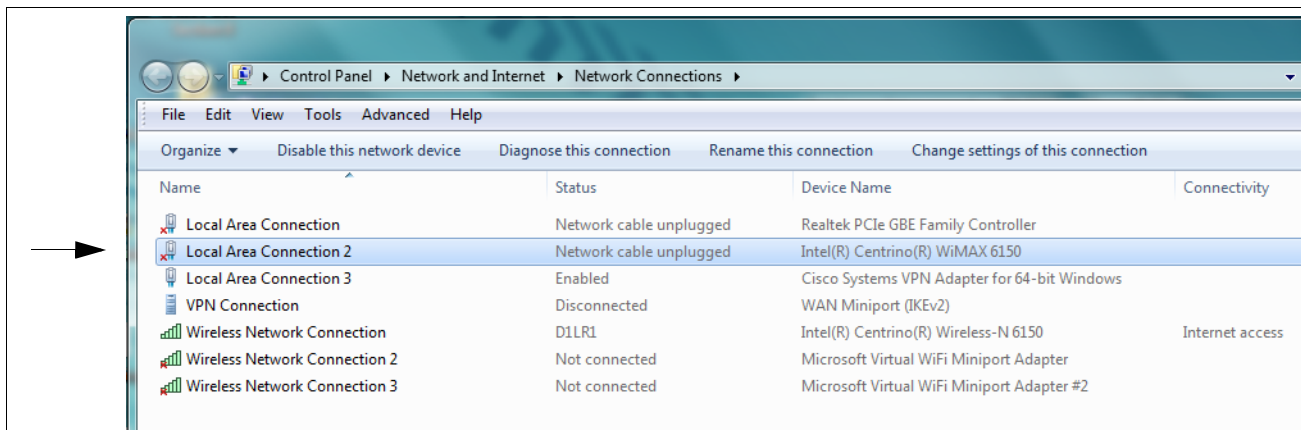 Control Panel Network and Internet Network Connections
File Edit View Tools Advanced Help
Organize Disable this network device Diagnose this connection Rename this connection Change settings of this connection
Name Status Device Name Connectivity
Local Area Connection Network cable unplugged Realtek PCIe GBE Family Controller
Local Area Connection 2 Network cable unplugged Intel(R) Centrino(R) WiMAX 6150
Local Area Connection 3 Enabled Cisco Systems VPN Adapter for 64-bit Windows
VPN Connection Disconnected WAN Miniport (IKEv2)
Wireless Network Connection D1LR1 Intel(R) Centrino(R) Wireless-N 6150 Internet access
Wireless Network Connection 2 Not connected Microsoft Virtual WiFi Miniport Adapter
Wireless Network Connection 3 Not connected Microsoft Virtual WiFi Miniport Adapter #2